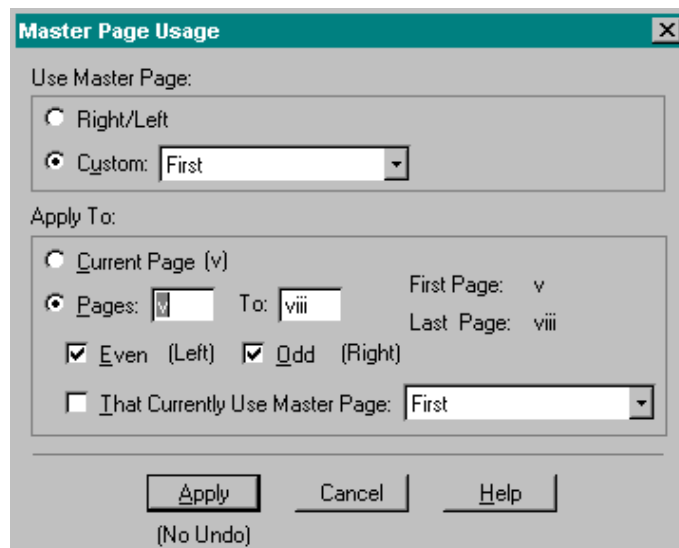 Master Page Usage
Use Master Page:
Right/Left
Custom: First
Apply To:
Current Page (v)
Pages: v To: viii
First Page: v
Last Page: viii
Even (Left) Odd (Right)
That Currently Use Master Page: First
Apply Cancel Help
(No Undo)